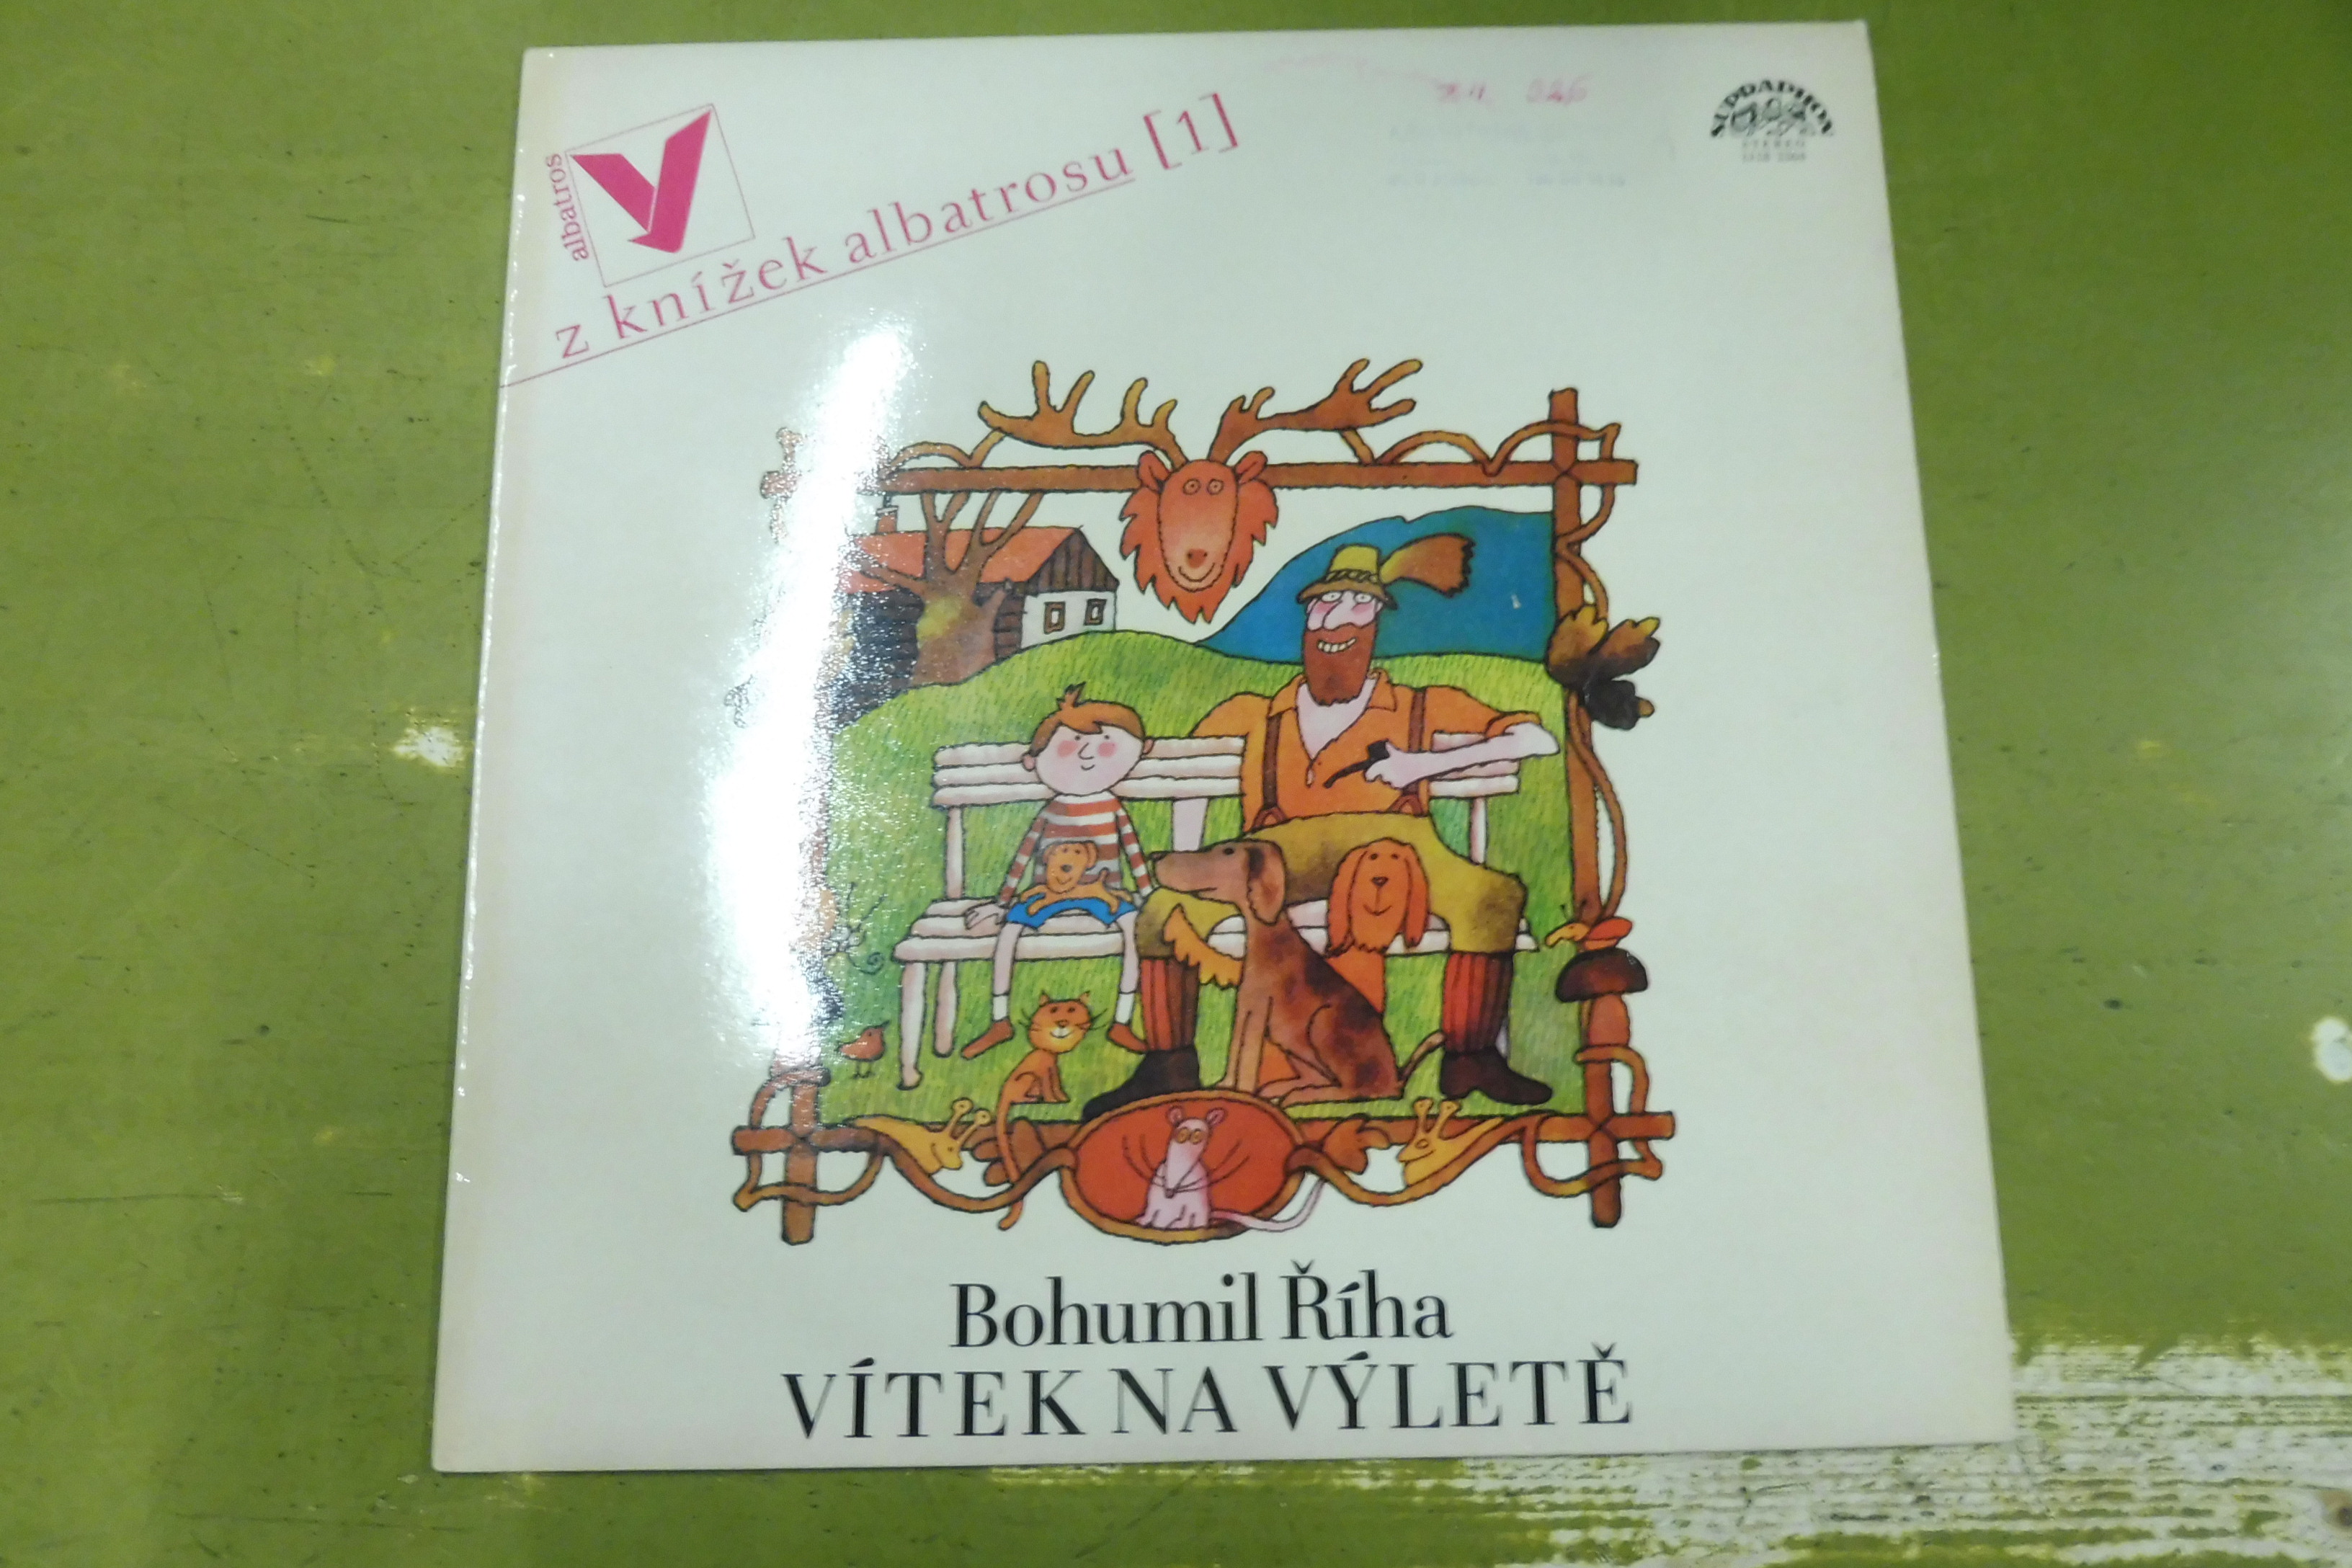 albatros
z knížek albatrosu [1]
SUPRAPHON
STEREO
Bohumil Říha
VÍTEK NA VÝLETĚ